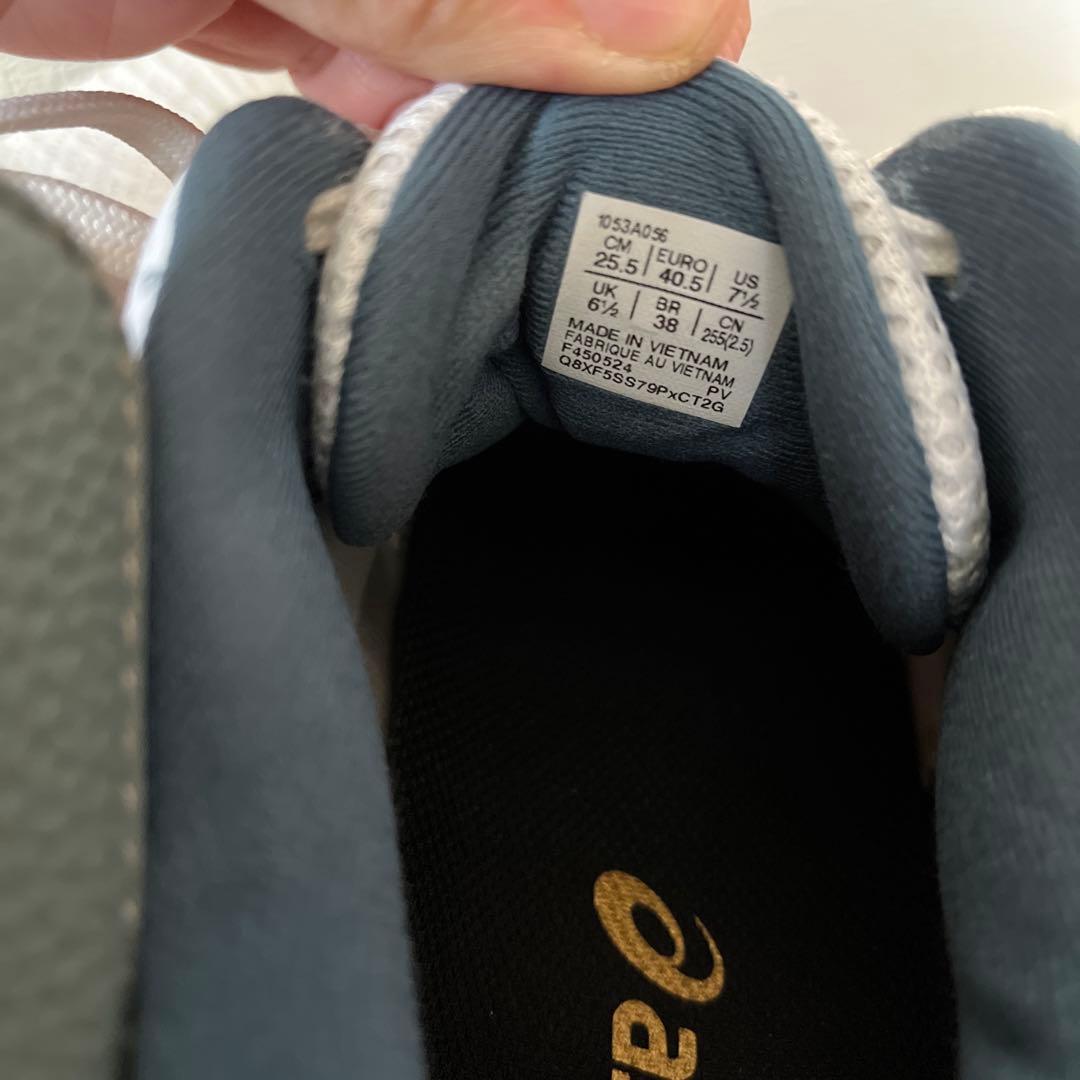 1053A056
CM 25.5 | EURO 40.5 | US 7½
UK 6½ | BR 38 | CN 255(2.5)
MADE IN VIETNAM
FABRIQUE AU VIETNAM
F450524 PV
Q8XF5SS79PxCT2G